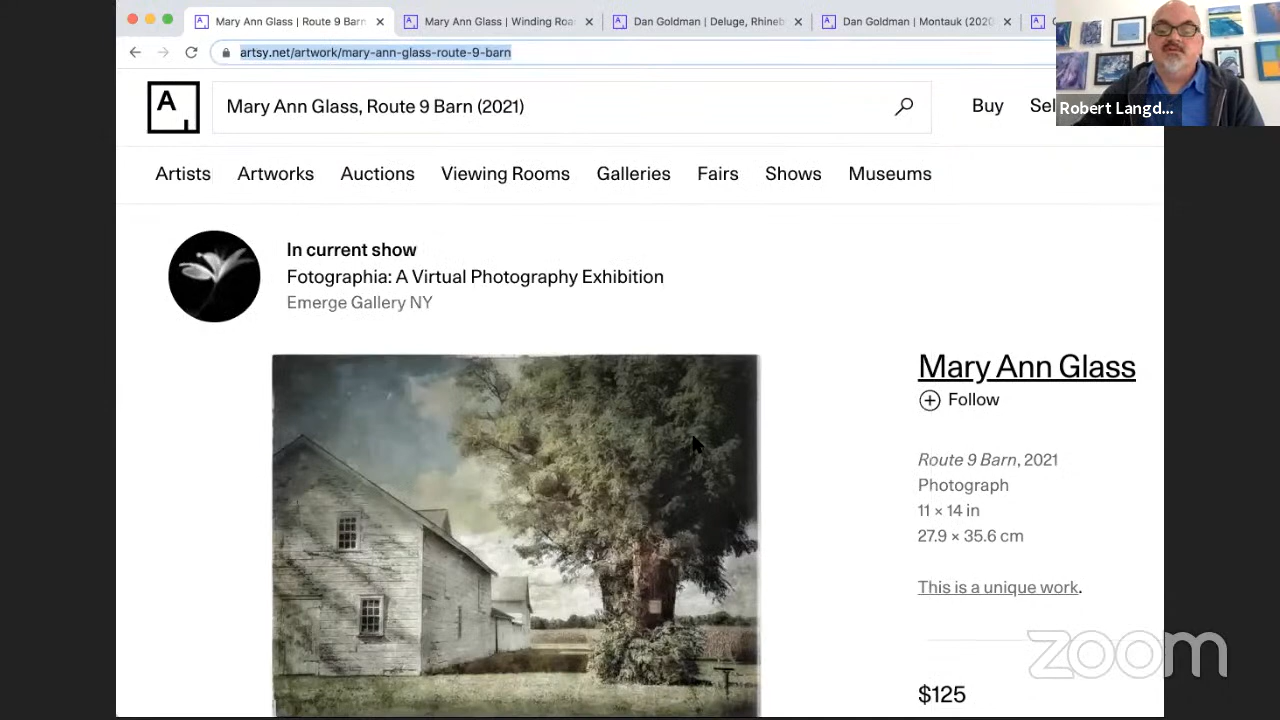 Mary Ann Glass | Route 9 Barn
Mary Ann Glass | Winding Roa
Dan Goldman | Deluge, Rhineb
Dan Goldman | Montauk (2020
artsy.net/artwork/mary-ann-glass-route-9-barn
Robert Langd...
A
Mary Ann Glass, Route 9 Barn (2021)
Buy
Sel
Artists
Artworks
Auctions
Viewing Rooms
Galleries
Fairs
Shows
Museums
In current show
Fotographia: A Virtual Photography Exhibition
Emerge Gallery NY
Mary Ann Glass
Follow
Route 9 Barn, 2021
Photograph
11 × 14 in
27.9 × 35.6 cm
This is a unique work.
$125
zoom